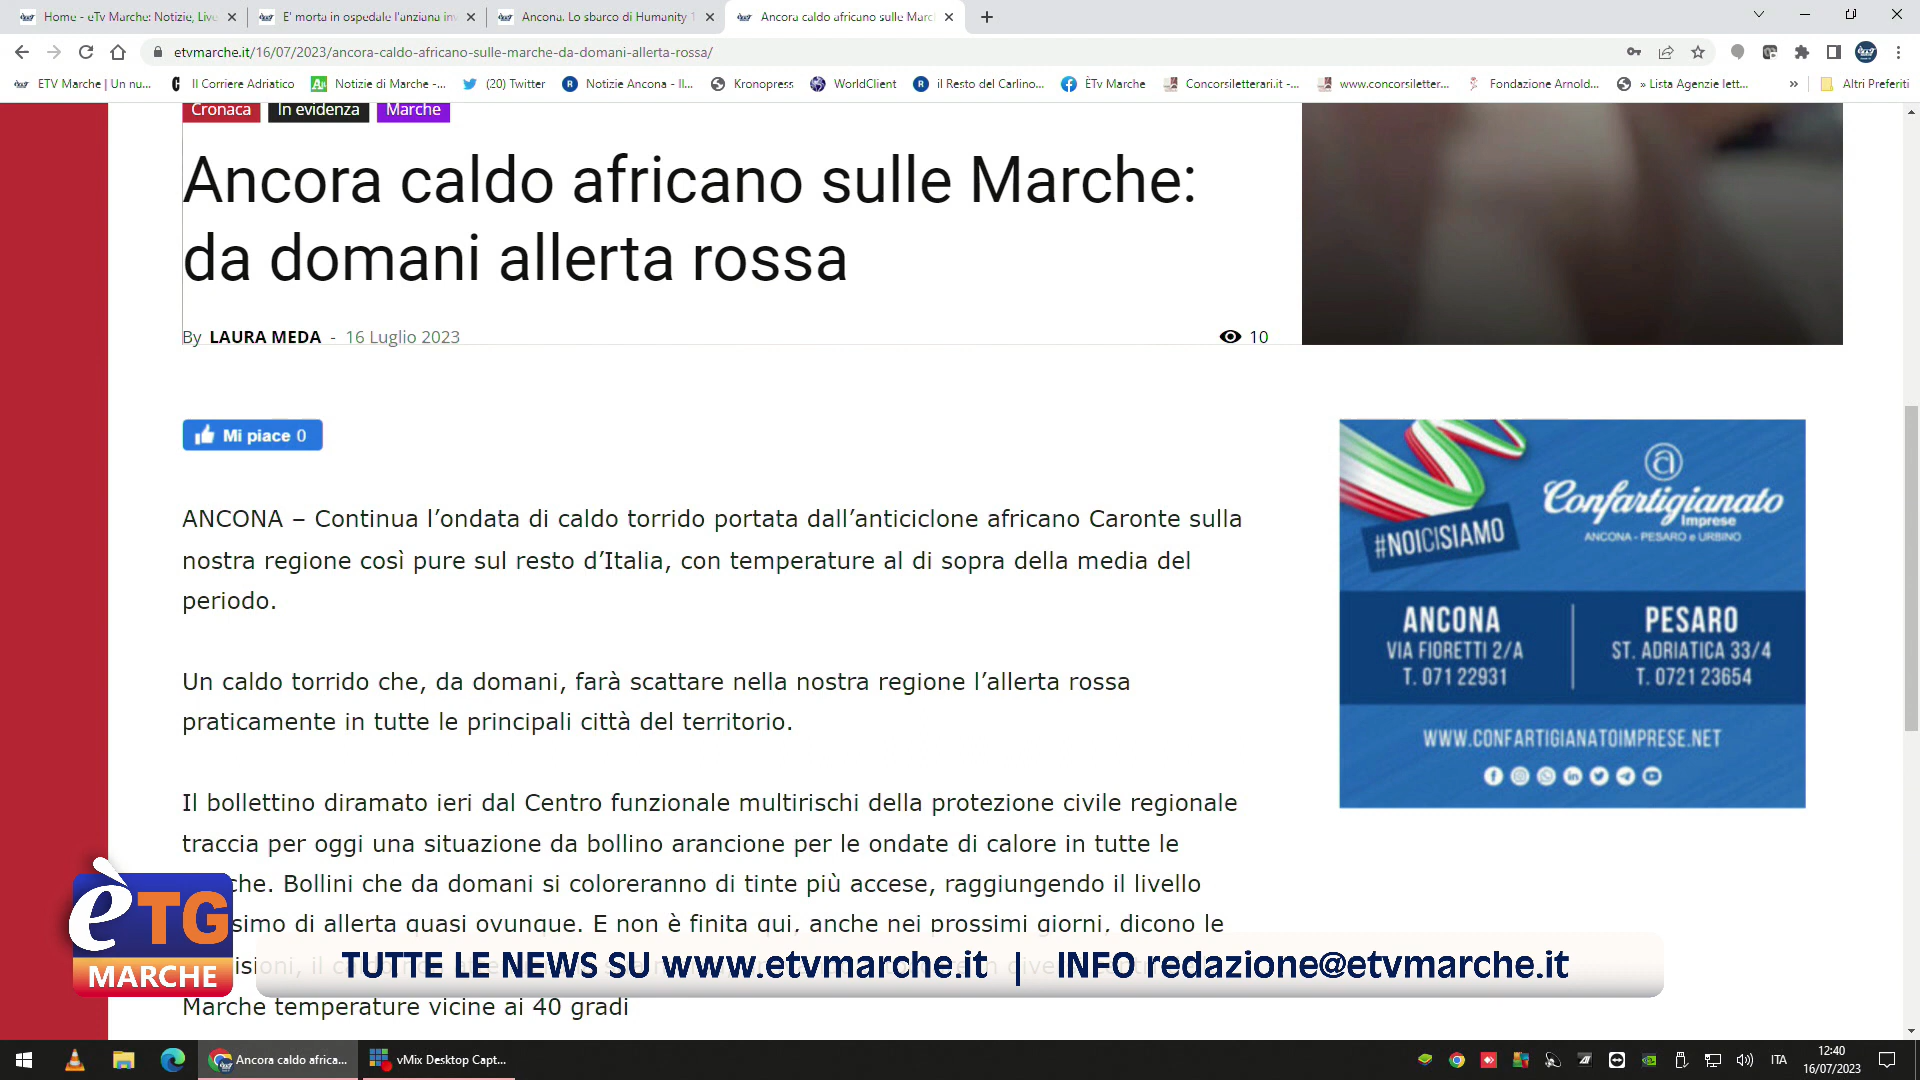 Home - eTv Marche: Notizie, Live
E' morta in ospedale l'anziana inv
Ancona. Lo sbarco di Humanity 1
Ancora caldo africano sulle Marc
etvmarche.it/16/07/2023/ancora-caldo-africano-sulle-marche-da-domani-allerta-rossa/
ETV Marche | Un nu...
Il Corriere Adriatico
Notizie di Marche -...
(20) Twitter
Notizie Ancona - Il...
Kronopress
WorldClient
il Resto del Carlino...
ÈTv Marche
Concorsiletterari.it -...
www.concorsiletter...
Fondazione Arnold...
» Lista Agenzie lett...
»
Altri Preferiti
Cronaca
In evidenza
Marche
Ancora caldo africano sulle Marche:
da domani allerta rossa
By LAURA MEDA - 16 Luglio 2023
10
Mi piace 0
ANCONA – Continua l’ondata di caldo torrido portata dall’anticiclone africano Caronte sulla
nostra regione così pure sul resto d’Italia, con temperature al di sopra della media del
periodo.
Un caldo torrido che, da domani, farà scattare nella nostra regione l’allerta rossa
praticamente in tutte le principali città del territorio.
Il bollettino diramato ieri dal Centro funzionale multirischi della protezione civile regionale
traccia per oggi una situazione da bollino arancione per le ondate di calore in tutte le
che. Bollini che da domani si coloreranno di tinte più accese, raggiungendo il livello
simo di allerta quasi ovunque. E non è finita qui, anche nei prossimi giorni, dicono le
isioni, il
Marche temperature vicine ai 40 gradi
#NOICISIAMO
Confartigianato
Imprese
ANCONA - PESARO e URBINO
ANCONA
VIA FIORETTI 2/A
T. 071 22931
PESARO
ST. ADRIATICA 33/4
T. 0721 23654
WWW.CONFARTIGIANATOIMPRESE.NET
èTG
MARCHE
TUTTE LE NEWS SU www.etvmarche.it | INFO redazione@etvmarche.it
Ancora caldo africa...
vMix Desktop Capt...
ITA
12:40
16/07/2023